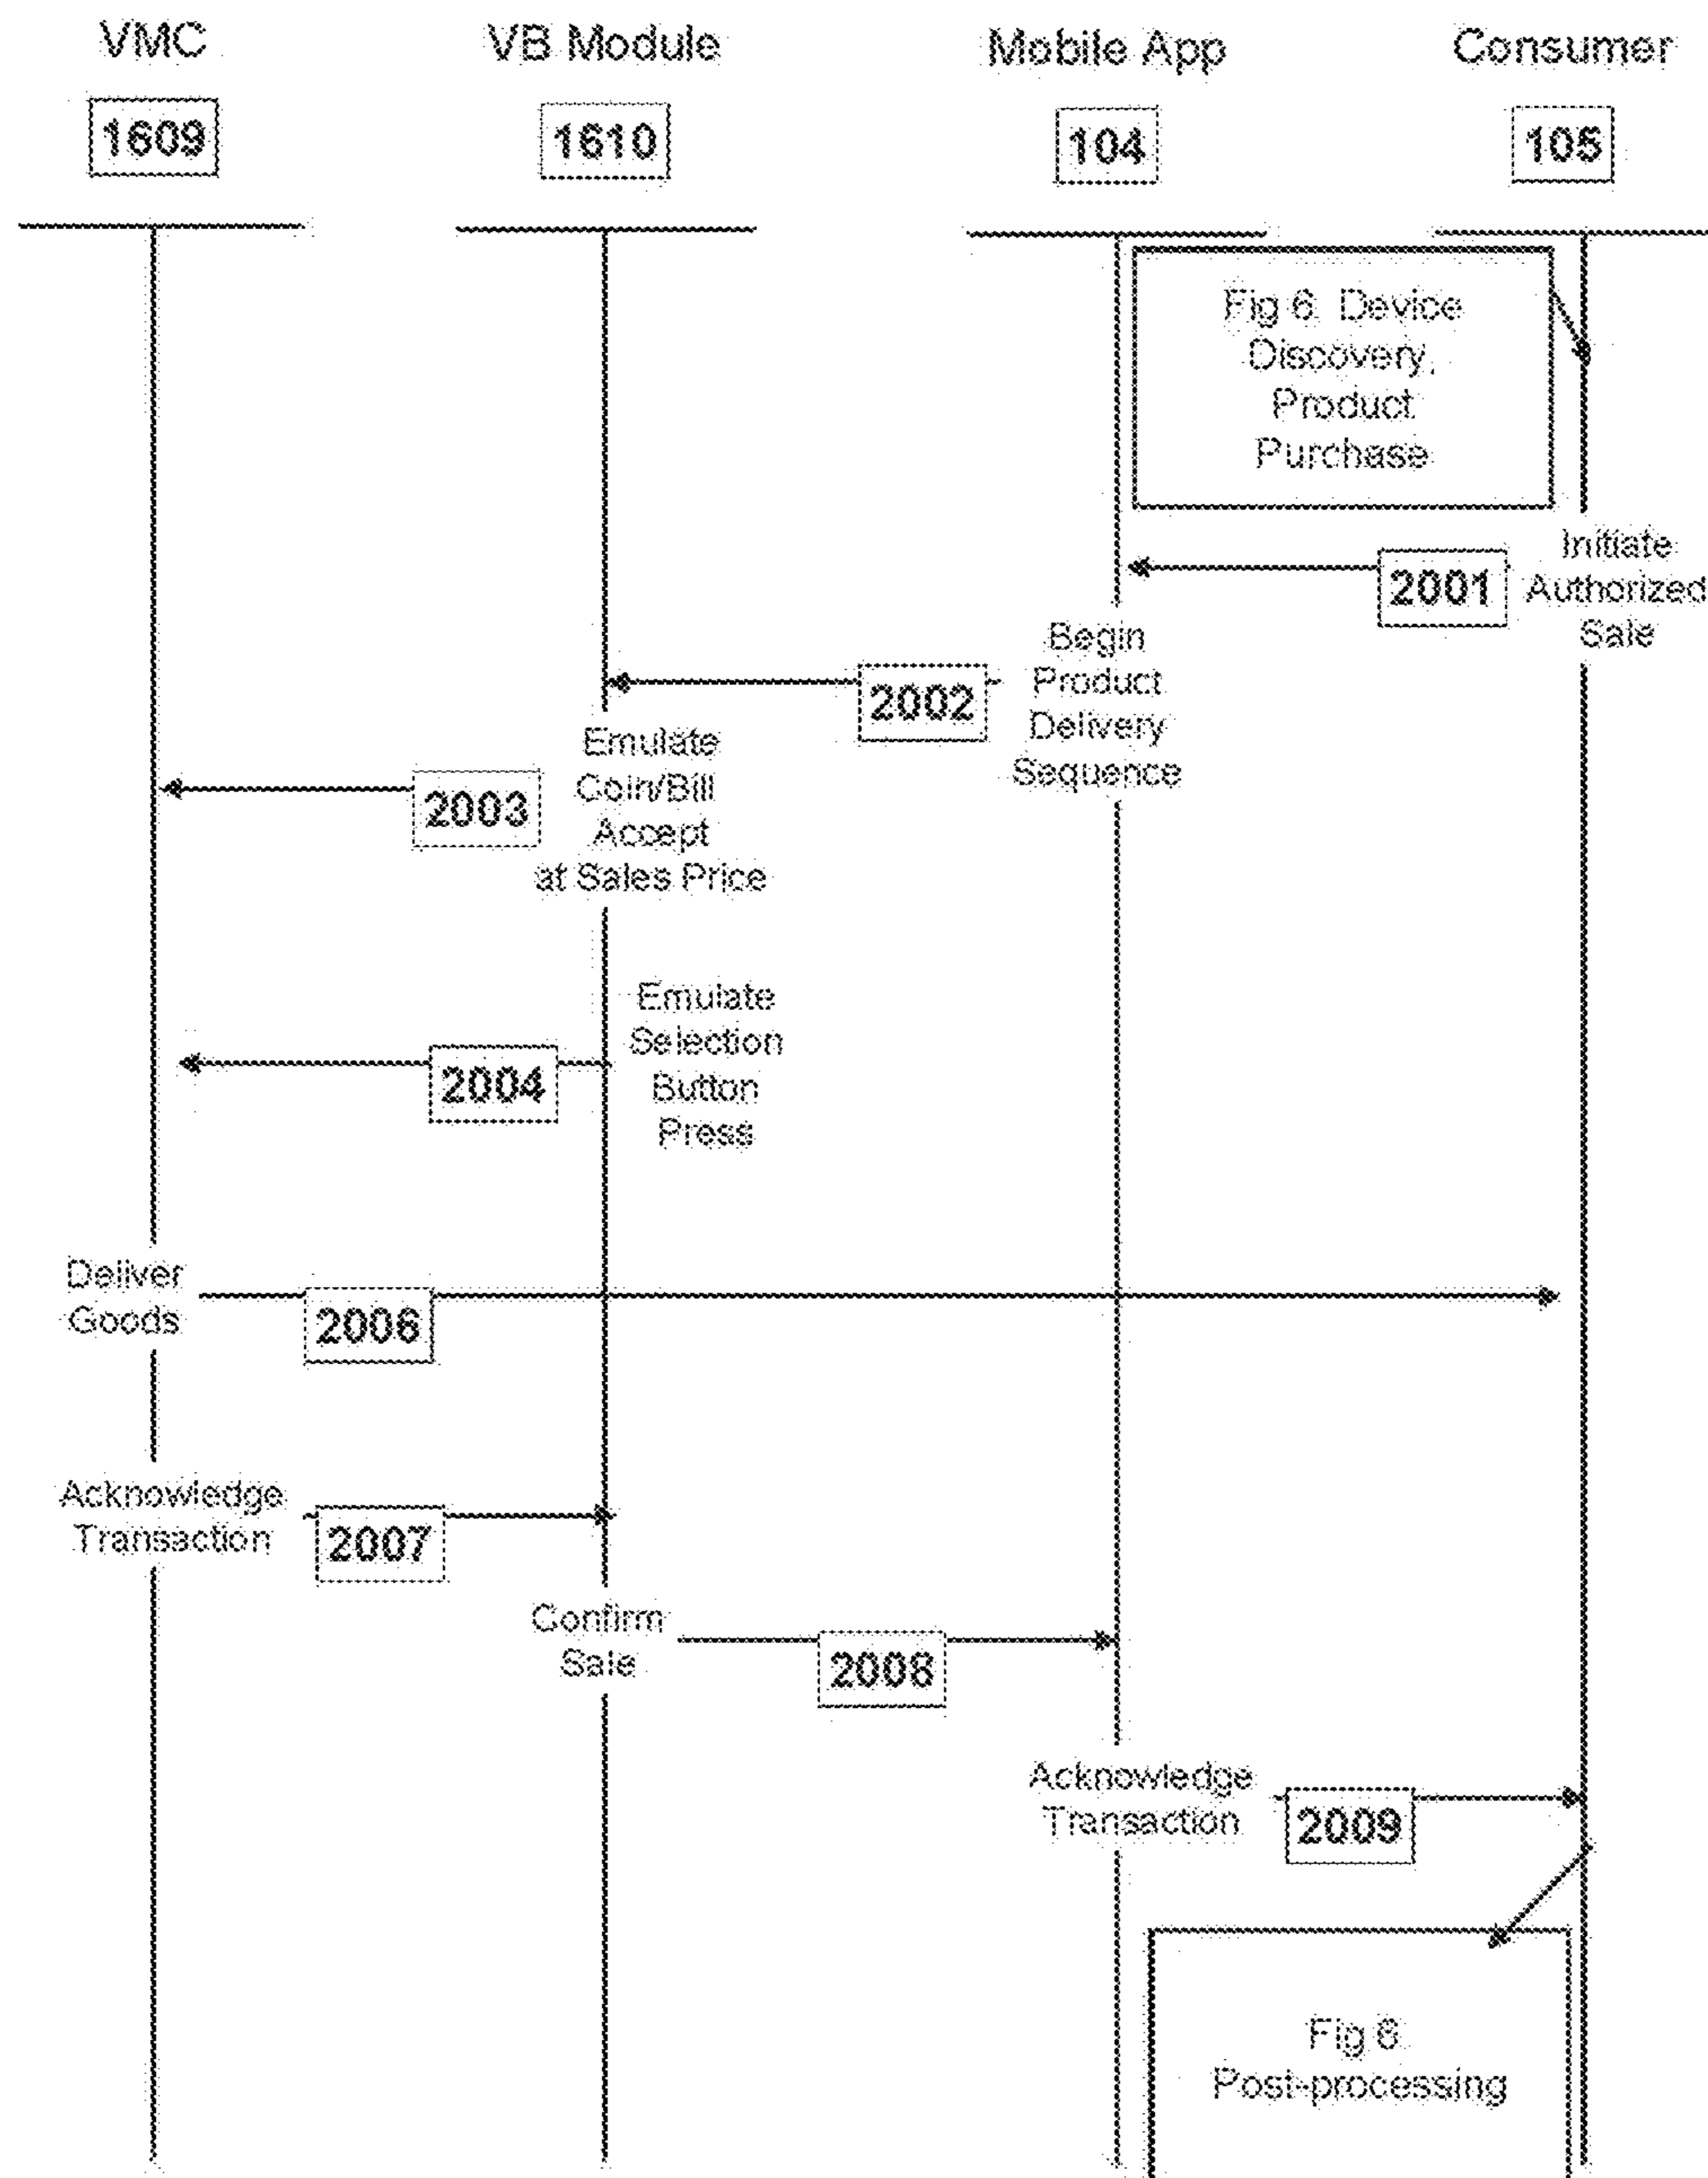 VMC
VB Module
Mobile App
Consumer
1609
1610
104
105
Fig 6. Device
Discovery,
Product
Purchase
Initiate
Authorized
Sale
2001
Begin
Product
Delivery
Sequence
2002
Emulate
Coin/Bill
Accept
at Sales Price
2003
Emulate
Selection
Button
Press
2004
Deliver
Goods
2006
Acknowledge
Transaction
2007
Confirm
Sale
2008
Acknowledge
Transaction
2009
Fig 6.
Post-processing